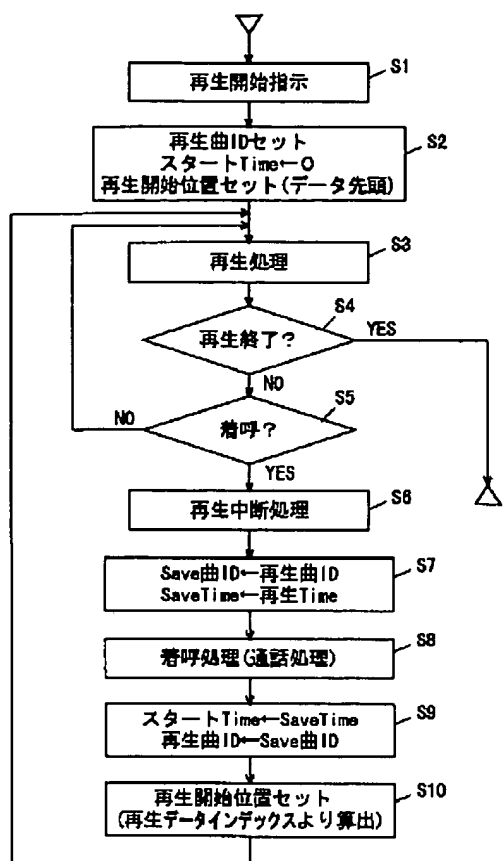 再生開始指示
S1
再生曲IDセット
スタートTime←0
再生開始位置セット(データ先頭)
S2
再生処理
S3
再生終了?
S4
YES
NO
着呼?
S5
NO
YES
再生中断処理
S6
Save曲ID←再生曲ID
SaveTime←再生Time
S7
着呼処理(通話処理)
S8
スタートTime←SaveTime
再生曲ID←Save曲ID
S9
再生開始位置セット
(再生データインデックスより算出)
S10